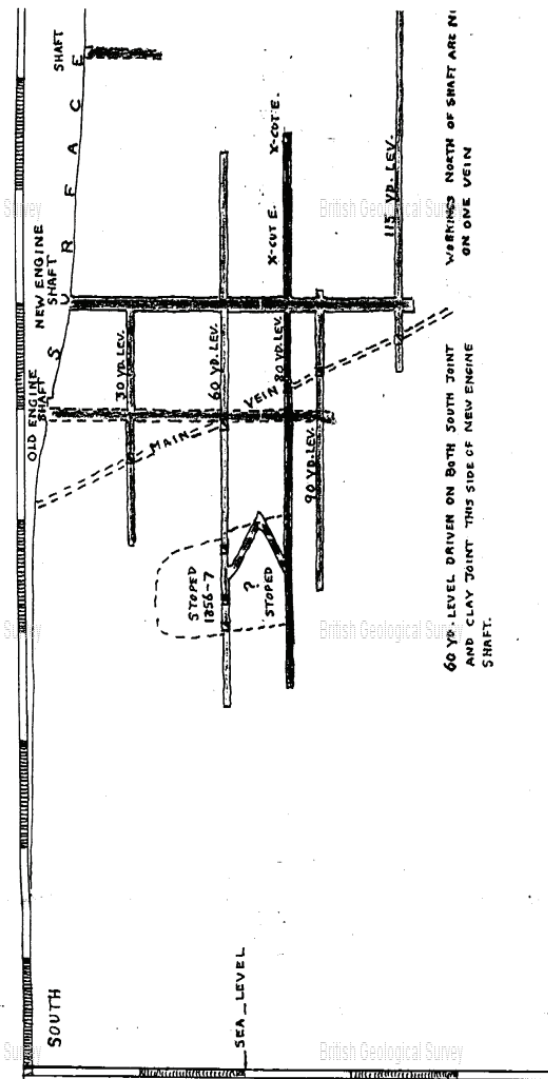 SHAFT
NEW ENGINE
SHAFT
OLD ENGINE
SHAFT
SURFACE
30 YD. LEV.
60 YD. LEV.
80 YD. LEV.
90 YD. LEV.
115 YD. LEV.
X-CUT E.
X-CUT E.
MAIN VEIN
STOPED
1856-7
?
STOPED
60 YD. LEVEL DRIVEN ON BOTH SOUTH JOINT
AND CLAY JOINT THIS SIDE OF NEW ENGINE
SHAFT.
WORKINGS NORTH OF SHAFT ARE
ON ONE VEIN
SOUTH
SEA LEVEL
Survey
British Geological Survey
Survey
British Geological Survey
Survey
British Geological Survey